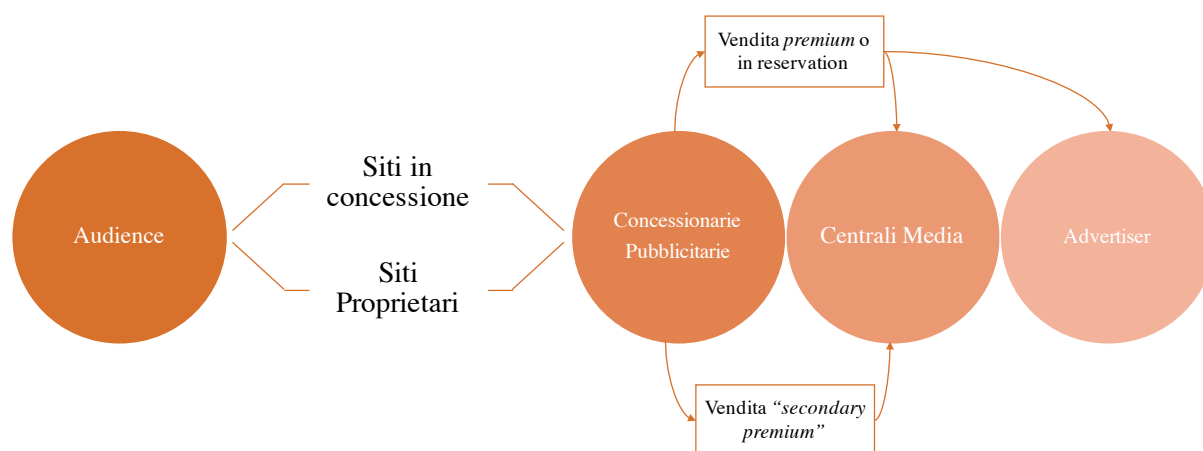 Vendita premium o
in reservation
Audience
Siti in
concessione
Siti
Proprietari
Concessionarie
Pubblicitarie
Centrali Media
Advertiser
Vendita “secondary
premium”